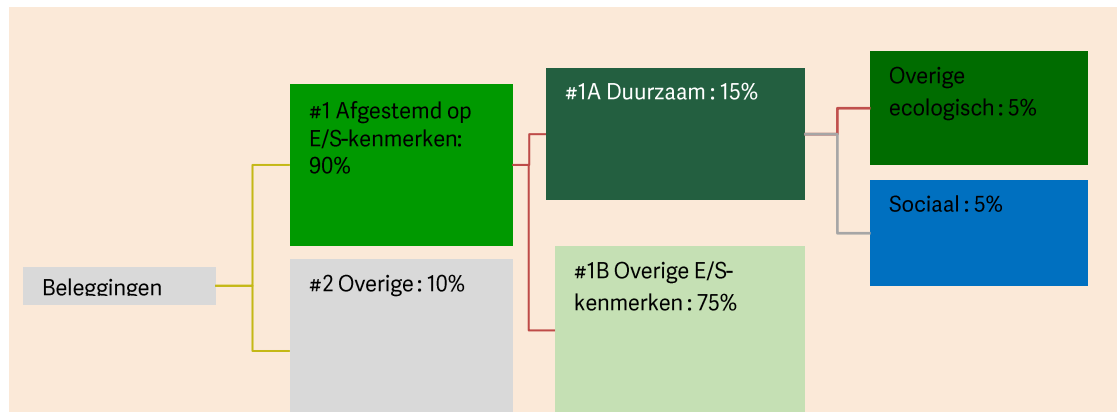 Beleggingen
#1 Afgestemd op
E/S-kenmerken:
90%
#2 Overige : 10%
#1A Duurzaam : 15%
#1B Overige E/S-
kenmerken : 75%
Overige
ecologisch : 5%
Sociaal : 5%